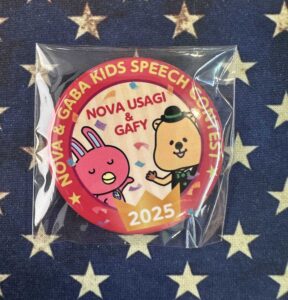 NOVA & GABA KIDS SPEECH CONTEST
NOVA USAGI
&
GAFY
2025